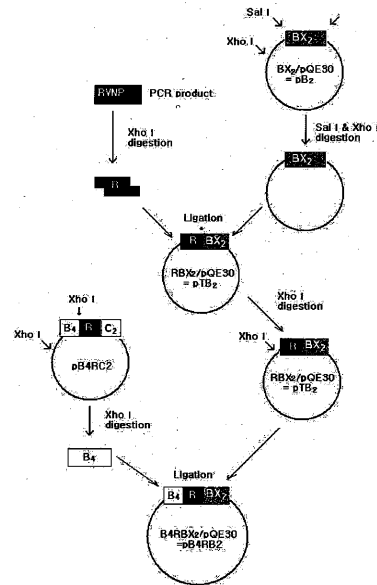 Sal I
Xho I
BX₂
BX₂/pQE30
= pB₂
RVNP
PCR product
Xho I
digestion
Sal I & Xho I
digestion
R
BX₂
Ligation
R BX₂
RBX₂/pQE30
= pTB₂
Xho I
Xho I
B₄ R C₂
pB4RC2
Xho I
digestion
Xho I
R BX₂
RBX₂/pQE30
= pTB₂
Xho I
digestion
B₄
Ligation
B₄ R BX₂
B4RBX₂/pQE30
=pB4RB2